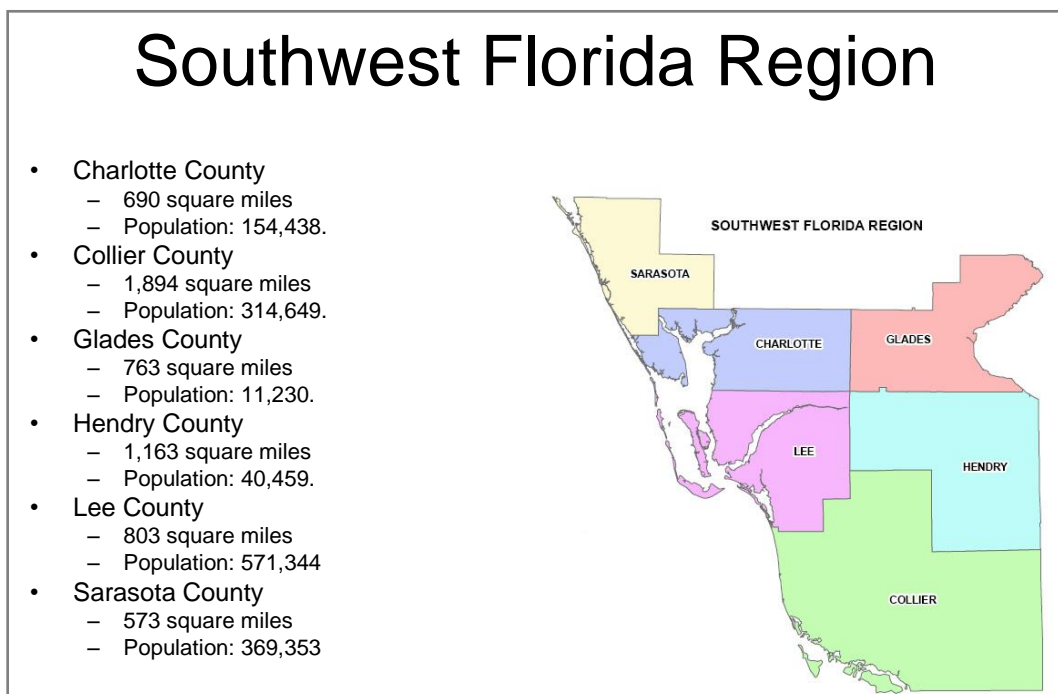 Southwest Florida Region
• Charlotte County
– 690 square miles
– Population: 154,438.
• Collier County
– 1,894 square miles
– Population: 314,649.
• Glades County
– 763 square miles
– Population: 11,230.
• Hendry County
– 1,163 square miles
– Population: 40,459.
• Lee County
– 803 square miles
– Population: 571,344
• Sarasota County
– 573 square miles
– Population: 369,353
SOUTHWEST FLORIDA REGION
SARASOTA
CHARLOTTE
GLADES
LEE
HENDRY
COLLIER